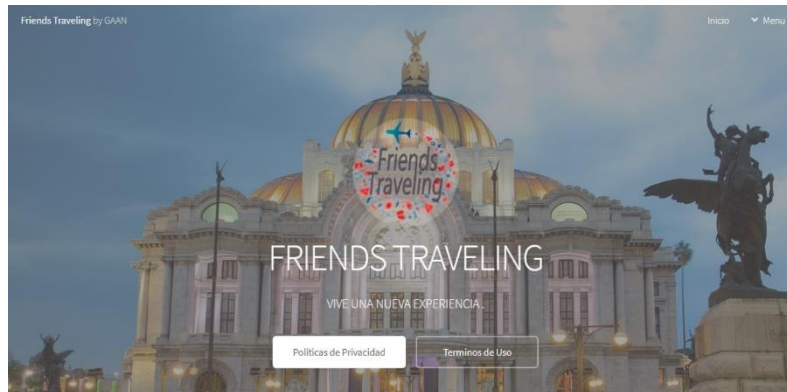 Friends Traveling by GAAN
Inicio
Menu
Friends
Traveling
FRIENDS TRAVELING
VIVE UNA NUEVA EXPERIENCIA .
Politicas de Privacidad
Terminos de Uso